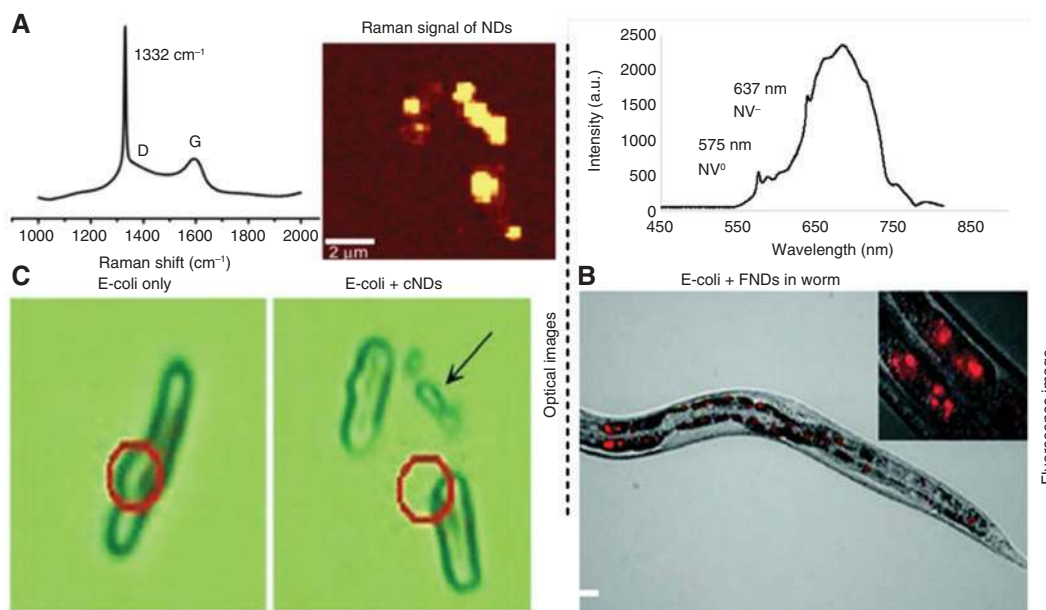 A
1332 cm⁻¹
D
G
1000 1200 1400 1600 1800 2000
Raman shift (cm⁻¹)
Raman signal of NDs
2 μm
2500
2000
1500
1000
500
0
Intensity (a.u.)
637 nm
NV⁻
575 nm
NV⁰
450 550 650 750 850
Wavelength (nm)
C
E-coli only
E-coli + cNDs
Optical images
B
E-coli + FNDs in worm
Fluorescence image